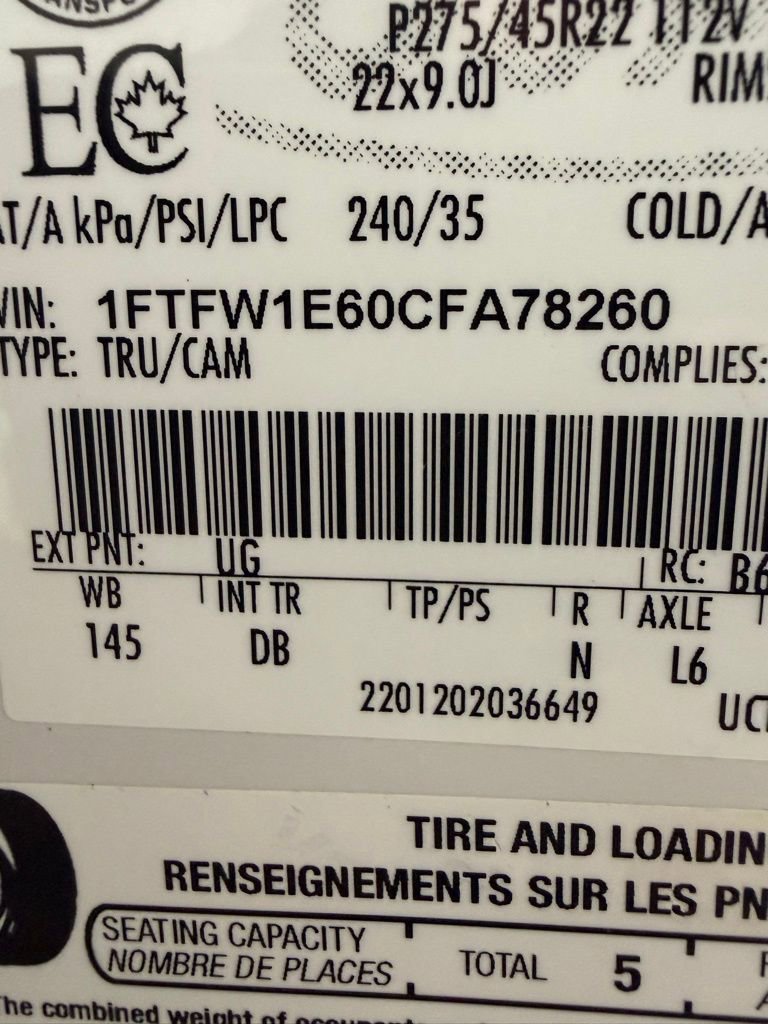 P275/45R22 112V
22x9.0J RIM
EC
kPa/PSI/LPC 240/35 COLD/A
VIN: 1FTFW1E60CFA78260
TYPE: TRU/CAM COMPLIES:
EXT PNT: UG RC: B6
WB INT TR TP/PS R AXLE
145 DB N L6
2201202036649 UC
TIRE AND LOADIN
RENSEIGNEMENTS SUR LES PN
SEATING CAPACITY
NOMBRE DE PLACES TOTAL 5
The combined weight of